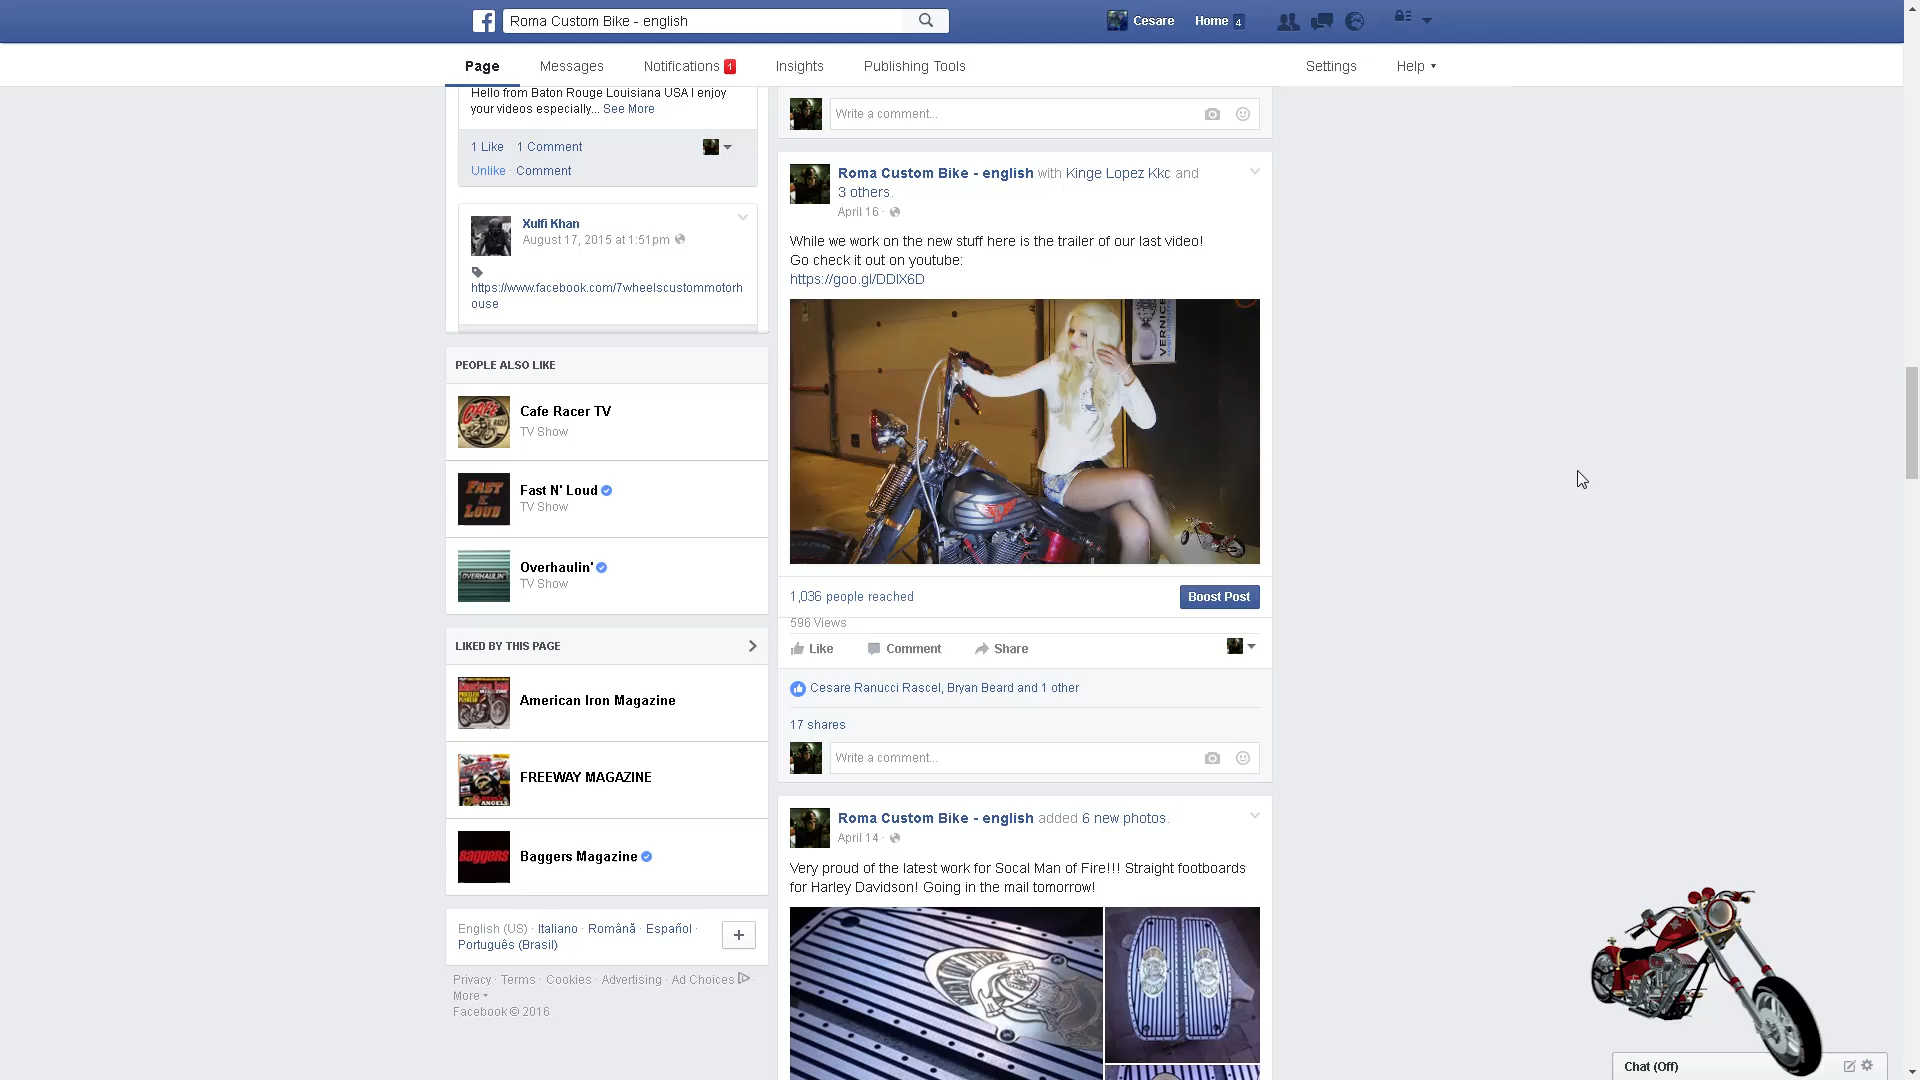 Roma Custom Bike - english
Cesare
Home 4
Page
Messages
Notifications 1
Insights
Publishing Tools
Settings
Help
Hello from Baton Rouge Louisiana USA I enjoy
your videos especially... See More
1 Like 1 Comment
Unlike · Comment
Xulfi Khan
August 17, 2015 at 1:51pm
https://www.facebook.com/7wheelscustommotorh
ouse
PEOPLE ALSO LIKE
Cafe Racer TV
TV Show
FAST
N'
LOUD
Fast N' Loud
TV Show
OVERHAULIN'
Overhaulin'
TV Show
LIKED BY THIS PAGE
American Iron Magazine
FREEWAY MAGAZINE
Baggers
Baggers Magazine
English (US) · Italiano · Română · Español ·
Português (Brasil)
Privacy · Terms · Cookies · Advertising · Ad Choices ·
More
Facebook © 2016
Write a comment...
Roma Custom Bike - english with Kinge Lopez Kkc and
3 others.
April 16 ·
While we work on the new stuff here is the trailer of our last video!
Go check it out on youtube:
https://goo.gl/DDlX6D
VERNICE
1,036 people reached
Boost Post
596 Views
Like Comment Share
Cesare Ranucci Rascel, Bryan Beard and 1 other
17 shares
Write a comment...
Roma Custom Bike - english added 6 new photos.
April 14 ·
Very proud of the latest work for Socal Man of Fire!!! Straight footboards
for Harley Davidson! Going in the mail tomorrow!
Chat (Off)